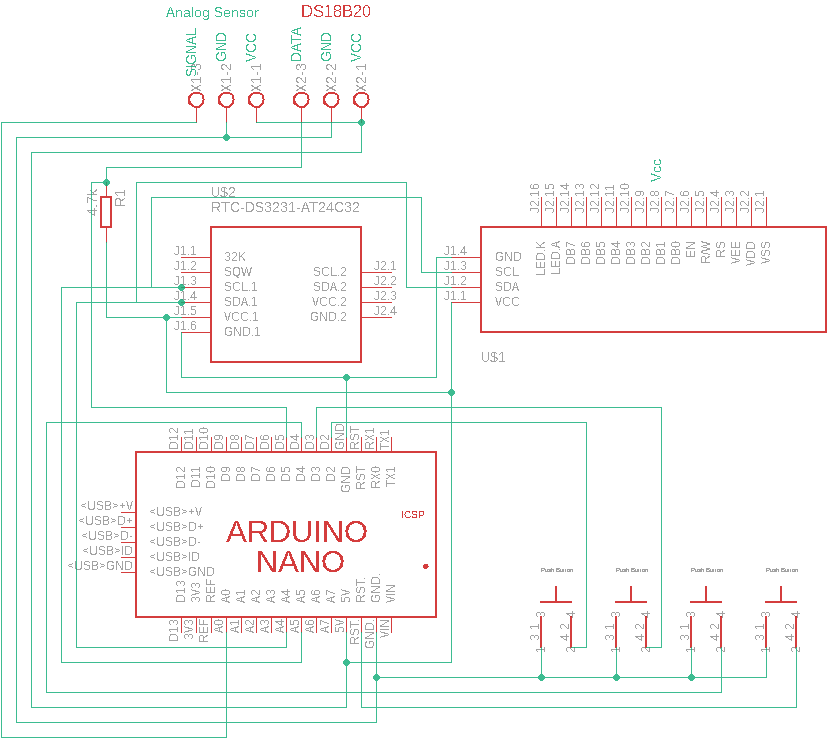 Analog Sensor
DS18B20
SIGNAL
GND
VCC
DATA
GND
VCC
X1-3
X1-2
X1-1
X2-3
X2-2
X2-1
4.7k
R1
U$2
RTC-DS3231-AT24C32
J1.1
J1.2
J1.3
J1.4
J1.5
J1.6
32K
SQW
SCL.1
SDA.1
VCC.1
GND.1
SCL.2
SDA.2
VCC.2
GND.2
J2.1
J2.2
J2.3
J2.4
J1.4
J1.3
J1.2
J1.1
GND
SCL
SDA
VCC
Vcc
J2.16
J2.15
J2.14
J2.13
J2.12
J2.11
J2.10
J2.9
J2.8
J2.7
J2.6
J2.5
J2.4
J2.3
J2.2
J2.1
LED.K
LED.A
DB7
DB6
DB5
DB4
DB3
DB2
DB1
DB0
EN
R/W
RS
VEE
VDD
VSS
U$1
D12
D11
D10
D9
D8
D7
D6
D5
D4
D3
D2
GND
RST
RX1
TX1
D12
D11
D10
D9
D8
D7
D6
D5
D4
D3
D2
GND
RST
RX0
TX1
<USB>+V
<USB>D+
<USB>D-
<USB>ID
<USB>GND
<USB>+V
<USB>D+
<USB>D-
<USB>ID
<USB>GND
ICSP
ARDUINO
NANO
D13
3V3
REF
A0
A1
A2
A3
A4
A5
A6
A7
5V
RST.
GND.
VIN
D13
3V3
REF
A0
A1
A2
A3
A4
A5
A6
A7
5V
RST.
GND.
VIN
Push Button
Push Button
Push Button
Push Button
3 1
3
1
4 2
4
2
3 1
3
1
4 2
4
2
3 1
3
1
4 2
4
2
3 1
3
1
4 2
4
2